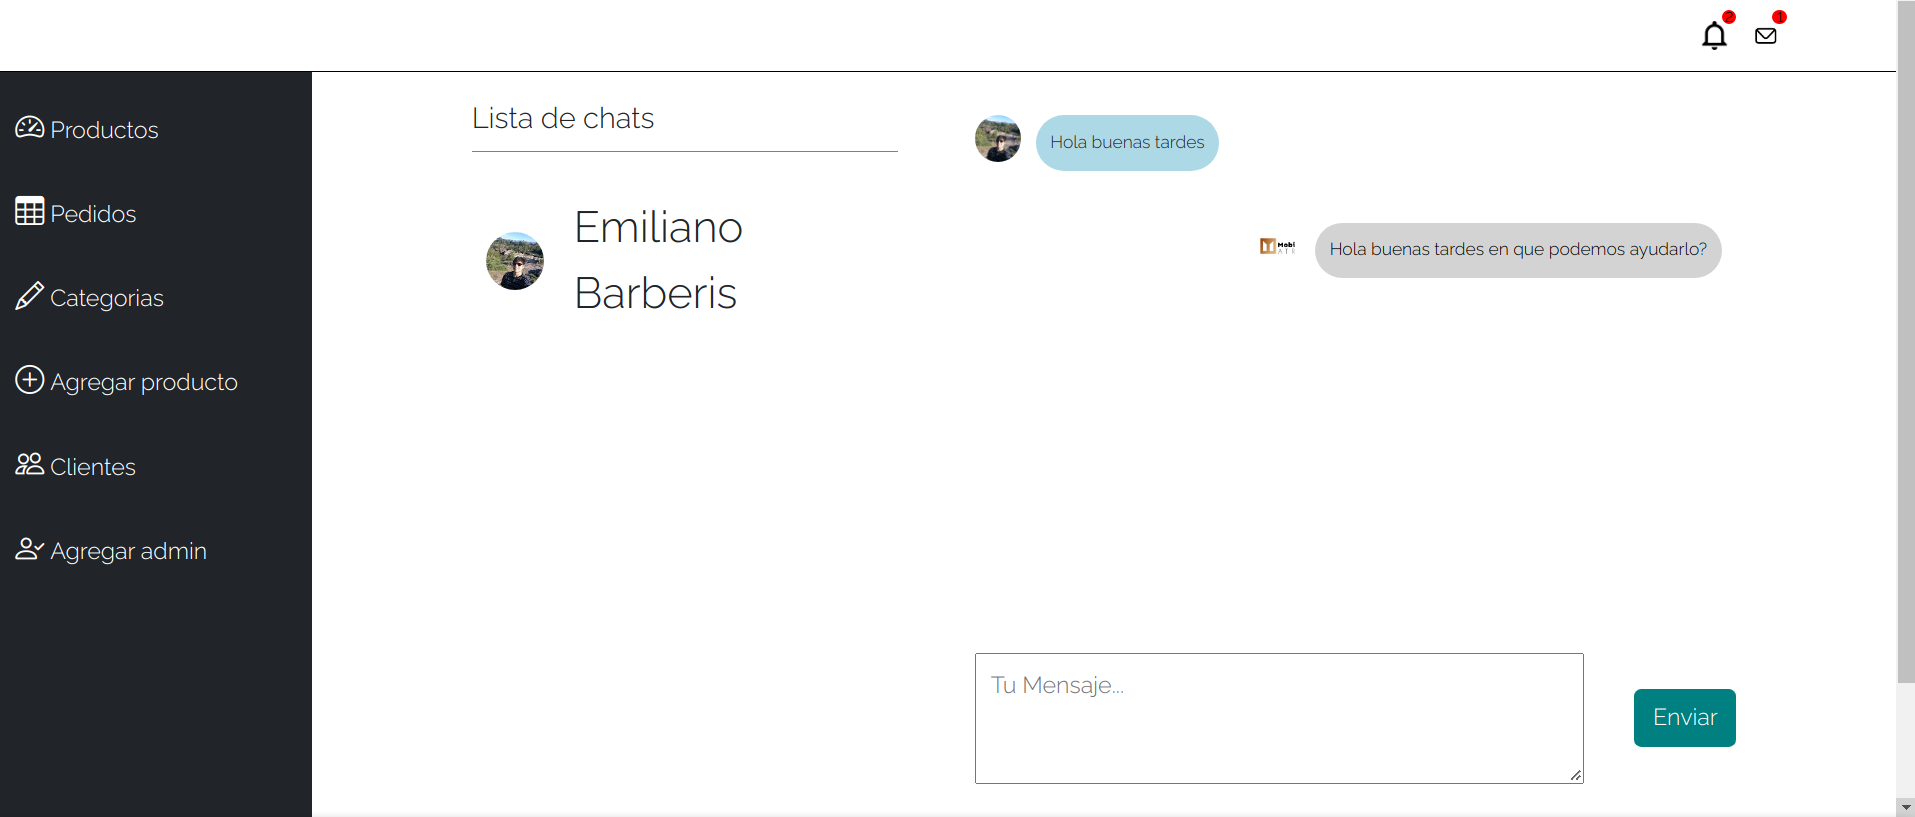 2
1
Productos
Pedidos
Categorias
Agregar producto
Clientes
Agregar admin
Lista de chats
Emiliano
Barberis
Hola buenas tardes
Mobi
Hola buenas tardes en que podemos ayudarlo?
Tu Mensaje...
Enviar